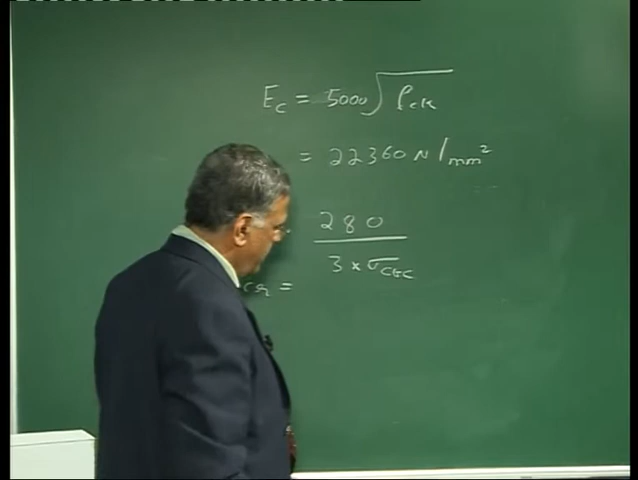 Ec = 5000√fck
= 22360 N/mm²
280
3 × σcbc
=